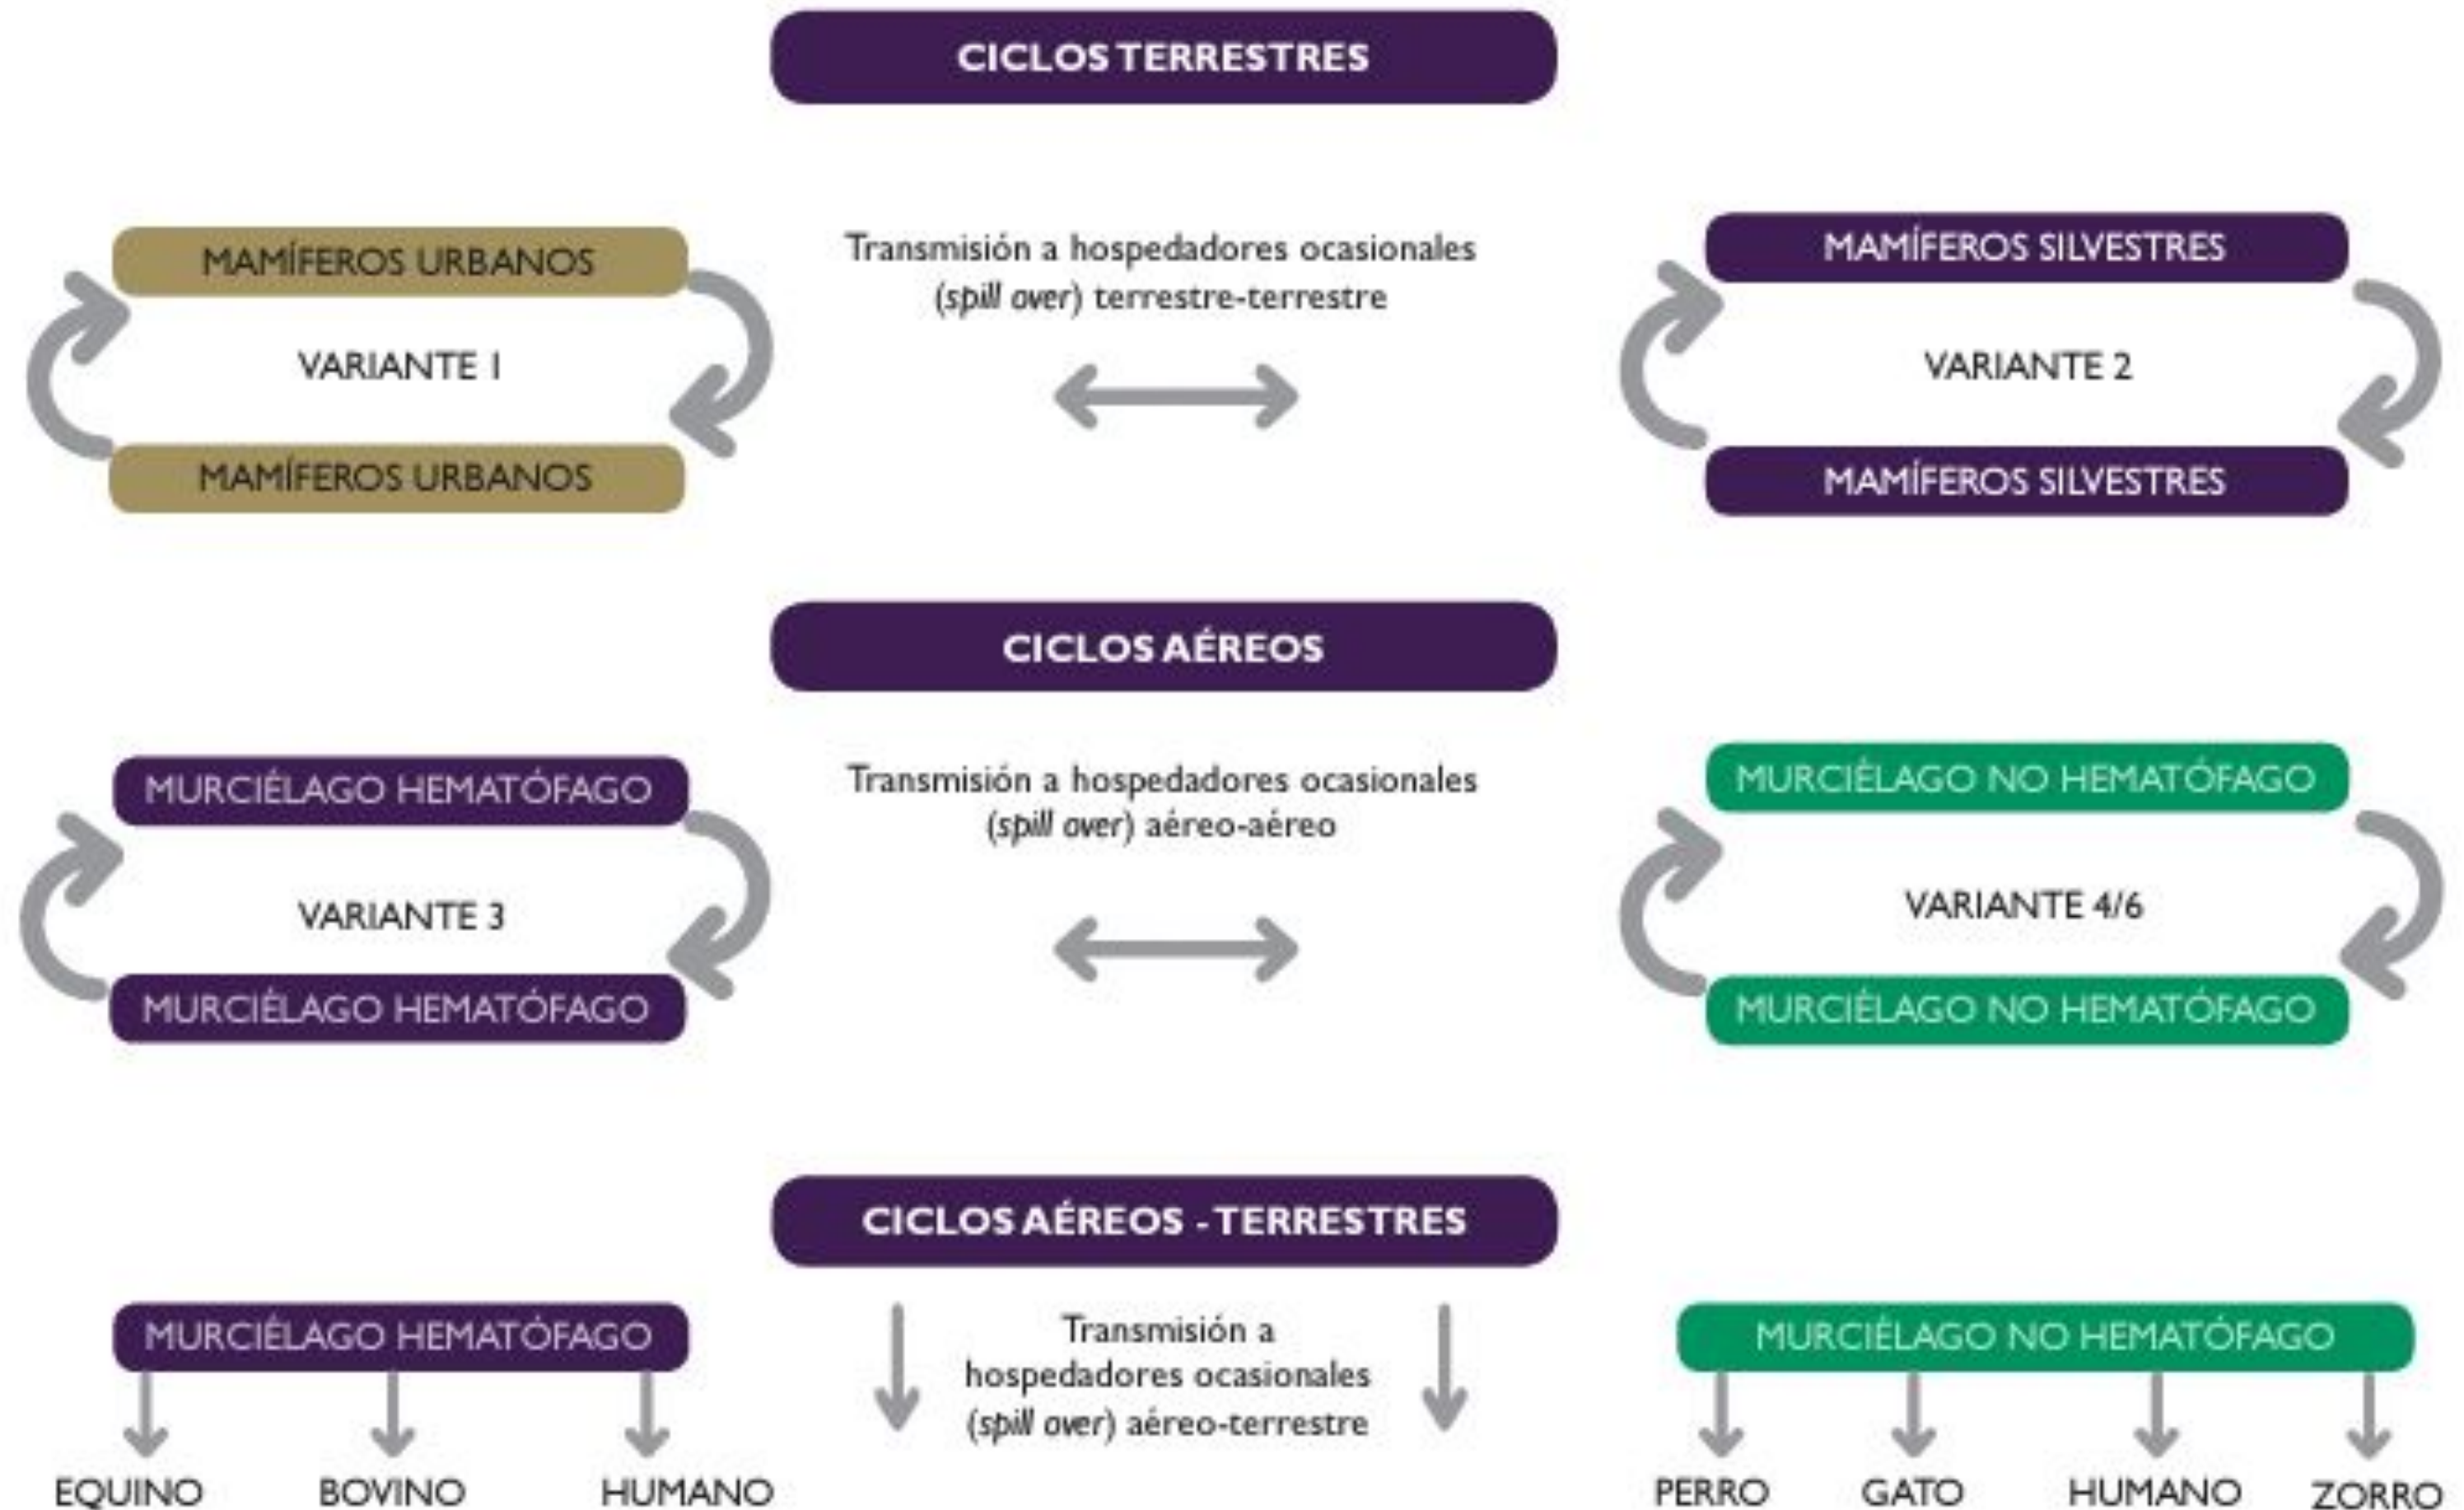 CICLOS TERRESTRES
MAMÍFEROS URBANOS
VARIANTE 1
MAMÍFEROS URBANOS
Transmisión a hospedadores ocasionales
(spill over) terrestre-terrestre
MAMÍFEROS SILVESTRES
VARIANTE 2
MAMÍFEROS SILVESTRES
CICLOS AÉREOS
MURCIÉLAGO HEMATÓFAGO
VARIANTE 3
MURCIÉLAGO HEMATÓFAGO
Transmisión a hospedadores ocasionales
(spill over) aéreo-aéreo
MURCIÉLAGO NO HEMATÓFAGO
VARIANTE 4/6
MURCIÉLAGO NO HEMATÓFAGO
CICLOS AÉREOS - TERRESTRES
MURCIÉLAGO HEMATÓFAGO
EQUINO BOVINO HUMANO
Transmisión a
hospedadores ocasionales
(spill over) aéreo-terrestre
MURCIÉLAGO NO HEMATÓFAGO
PERRO GATO HUMANO ZORRO